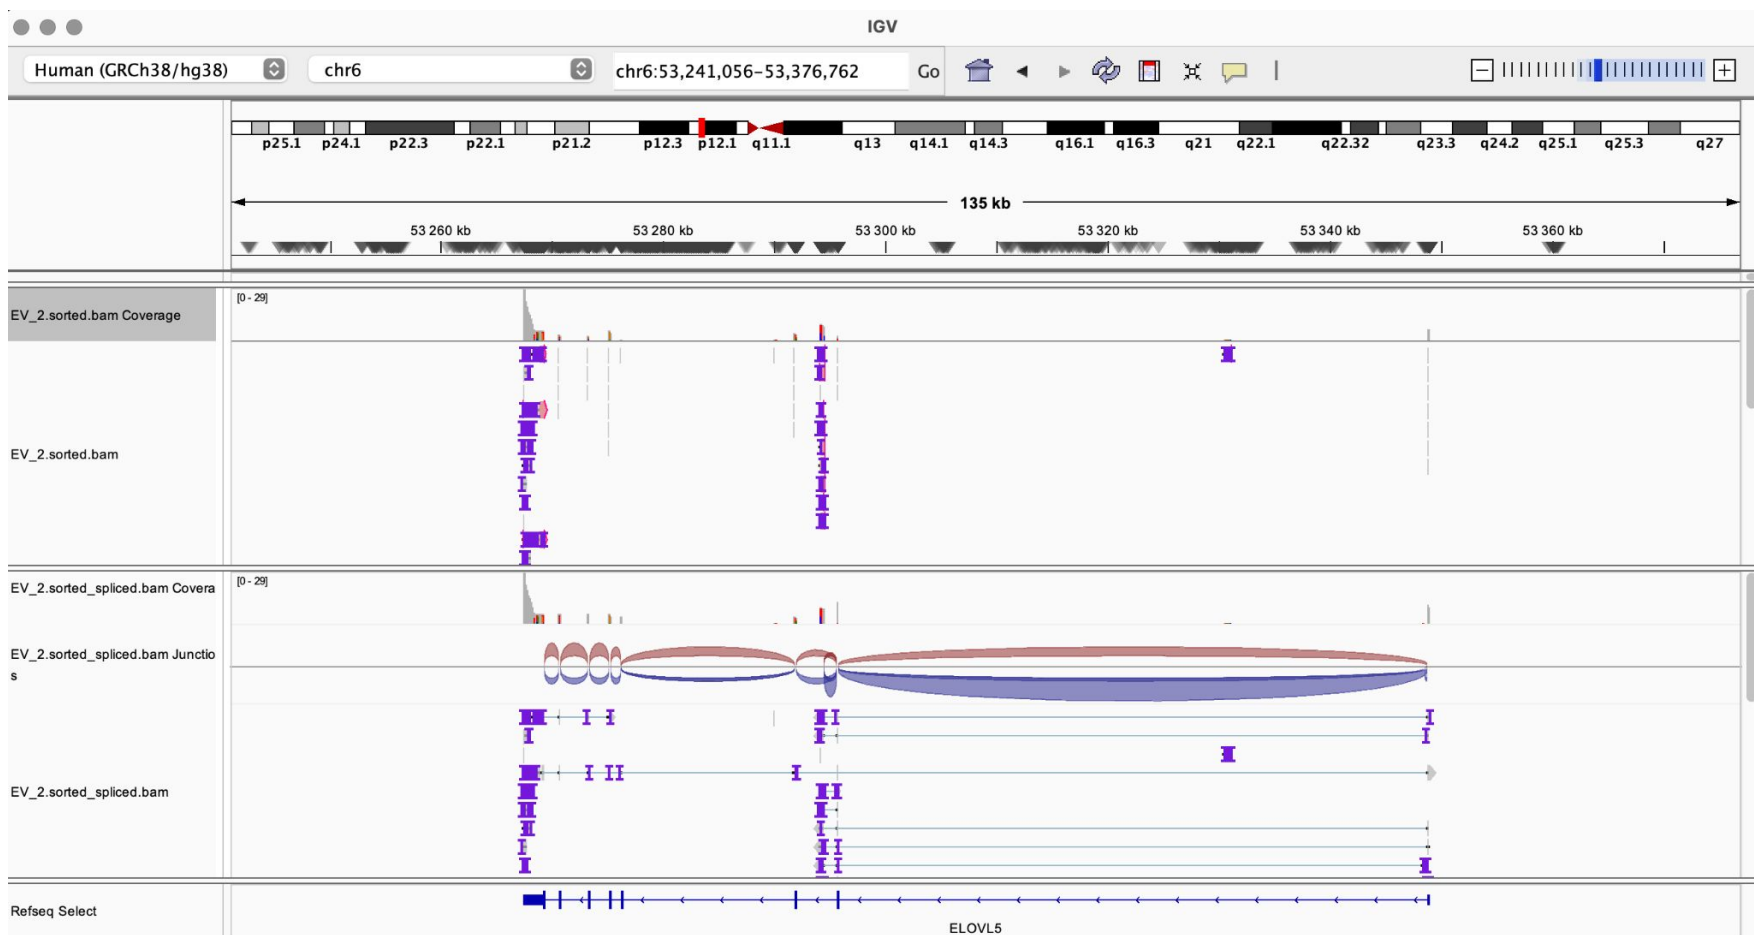 IGV
Human (GRCh38/hg38) chr6 chr6:53,241,056-53,376,762 Go
p25.1 p24.1 p22.3 p22.1 p21.2 p12.3 p12.1 q11.1 q13 q14.1 q14.3 q16.1 q16.3 q21 q22.1 q22.32 q23.3 q24.2 q25.1 q25.3 q27
135 kb
53 260 kb 53 280 kb 53 300 kb 53 320 kb 53 340 kb 53 360 kb
[0 - 29]
EV_2.sorted.bam Coverage
EV_2.sorted.bam
[0 - 29]
EV_2.sorted_spliced.bam Covera
EV_2.sorted_spliced.bam Junctio
s
EV_2.sorted_spliced.bam
Refseq Select
ELOVL5